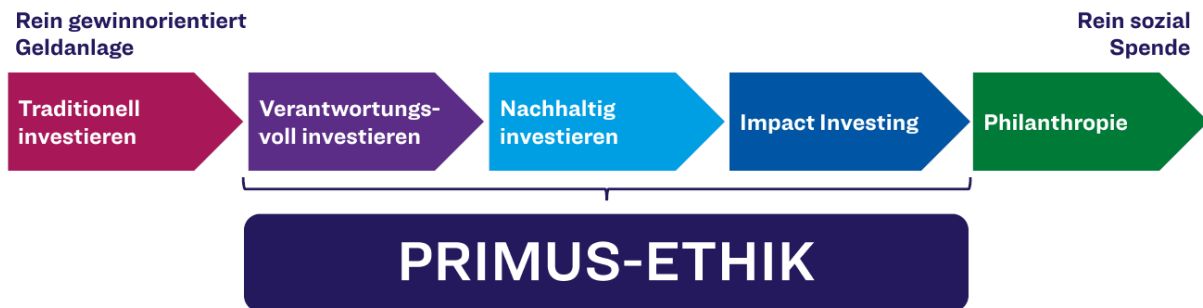 Rein gewinnorientiert
Geldanlage
Rein sozial
Spende
Traditionell
investieren
Verantwortungs-
voll investieren
Nachhaltig
investieren
Impact Investing
Philanthropie
PRIMUS-ETHIK